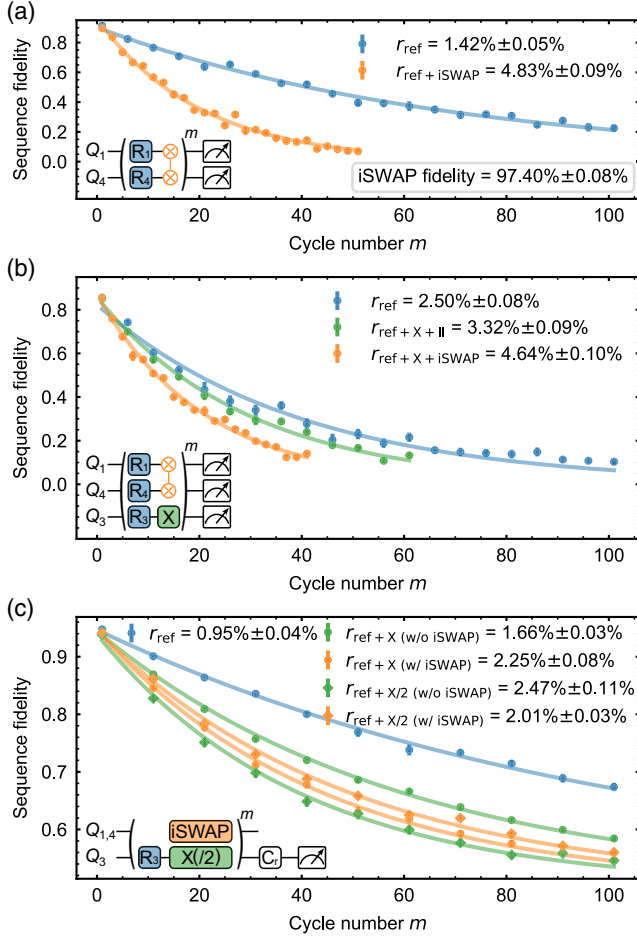 (a)
Sequence fidelity
0.8
0.6
0.4
0.2
0.0
r_ref = 1.42%±0.05%
r_ref + iSWAP = 4.83%±0.09%
m
Q₁ R₁
Q₄ R₄
iSWAP fidelity = 97.40%±0.08%
0 20 40 60 80 100
Cycle number m
(b)
Sequence fidelity
0.8
0.6
0.4
0.2
0.0
r_ref = 2.50%±0.08%
r_ref + X + II = 3.32%±0.09%
r_ref + X + iSWAP = 4.64%±0.10%
m
Q₁ R₁
Q₄ R₄
Q₃ R₃ X
0 20 40 60 80 100
Cycle number m
(c)
Sequence fidelity
0.9
0.8
0.7
0.6
r_ref = 0.95%±0.04%
r_ref + X (w/o iSWAP) = 1.66%±0.03%
r_ref + X (w/ iSWAP) = 2.25%±0.08%
r_ref + X/2 (w/o iSWAP) = 2.47%±0.11%
r_ref + X/2 (w/ iSWAP) = 2.01%±0.03%
m
Q₁,₄ iSWAP
Q₃ R₃ X(/2) Cᵣ
0 20 40 60 80 100
Cycle number m